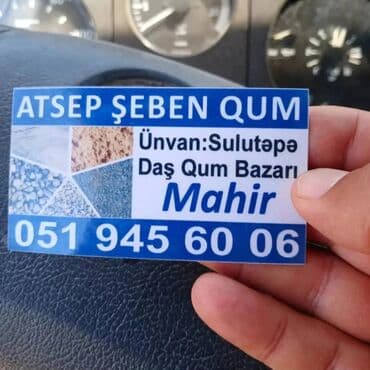 ATSEP ŞEBEN QUM
Ünvan:Sulutəpə
Daş Qum Bazarı
Mahir
051 945 60 06